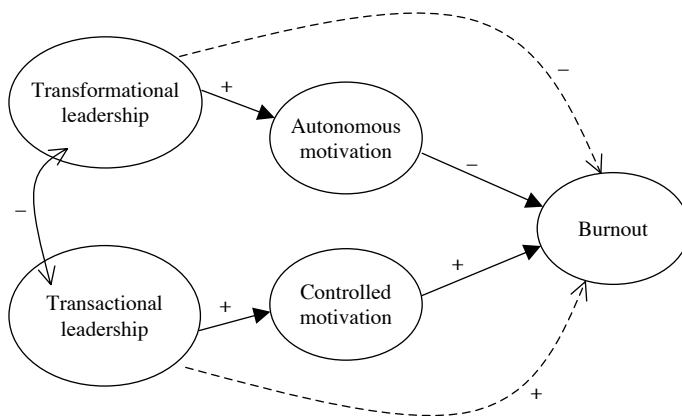 Transformational
leadership
+
Autonomous
motivation
–
–
–
Burnout
Transactional
leadership
+
Controlled
motivation
+
+